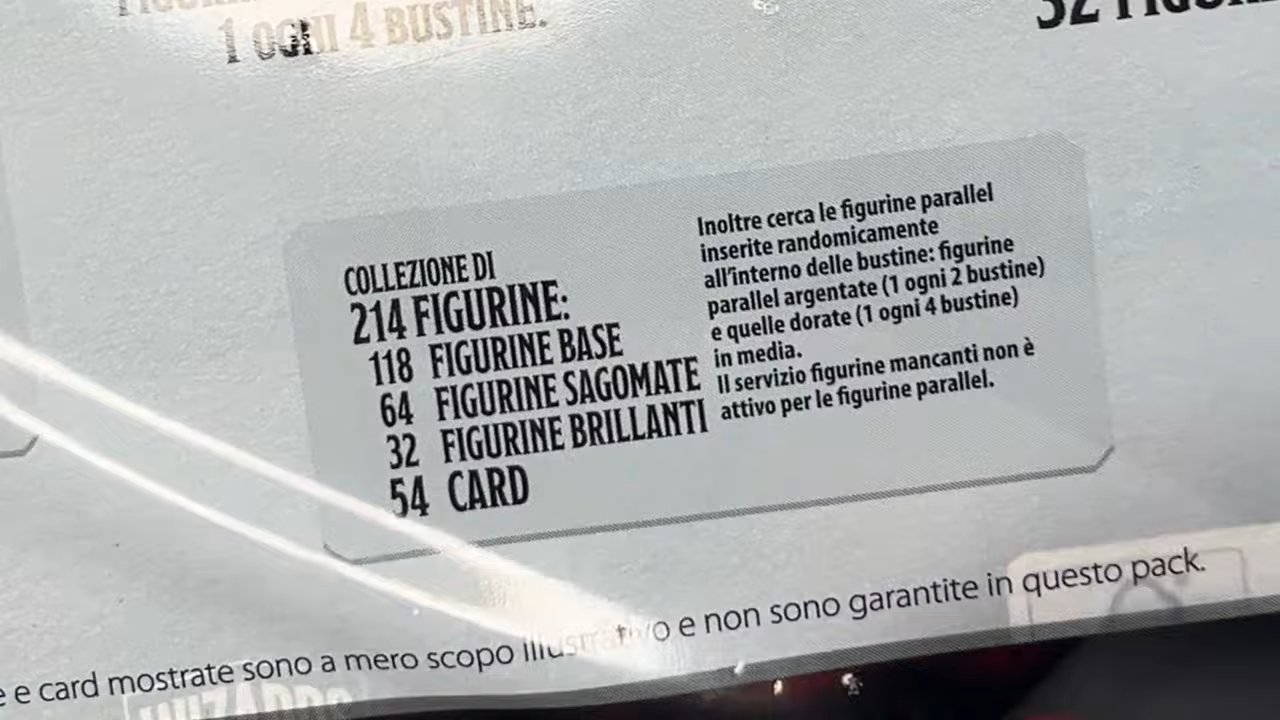 1 OGNI 4 BUSTINE.
32
COLLEZIONE DI
214 FIGURINE:
118 FIGURINE BASE
64 FIGURINE SAGOMATE
32 FIGURINE BRILLANTI
54 CARD
Inoltre cerca le figurine parallel
inserite randomicamente
all'interno delle bustine: figurine
parallel argentate (1 ogni 2 bustine)
e quelle dorate (1 ogni 4 bustine)
in media.
Il servizio figurine mancanti non è
attivo per le figurine parallel.
e card mostrate sono a mero scopo illustrativo e non sono garantite in questo pack.